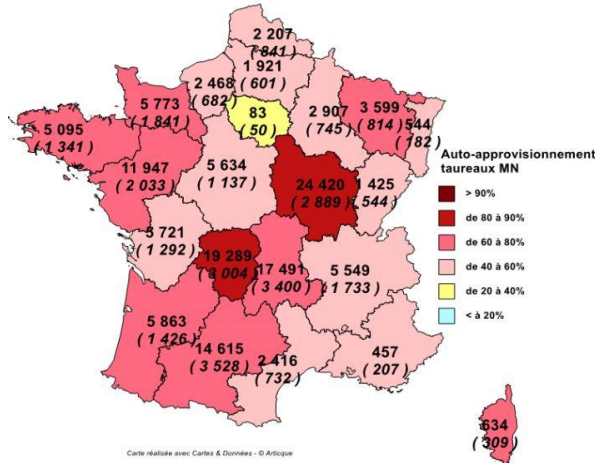 2 207
( 841)
1 921
( 601)
2 468
( 682)
5 773
( 1 841)
83
( 50)
2 907
( 745)
3 599
( 814)
544
( 182)
5 095
( 1 341)
11 947
( 2 033)
5 634
( 1 137)
24 420
( 2 889)
1 425
( 544)
Auto-approvisionnement
taureaux MN
> 90%
de 80 à 90%
de 60 à 80%
de 40 à 60%
de 20 à 40%
< à 20%
5 721
( 1 292)
19 289
( 3 004)
17 491
( 3 400)
5 549
( 1 733)
5 863
( 1 426)
14 615
( 3 528)
2 416
( 732)
457
( 207)
634
( 309)
Carte réalisée avec Cartes & Données - © Articque